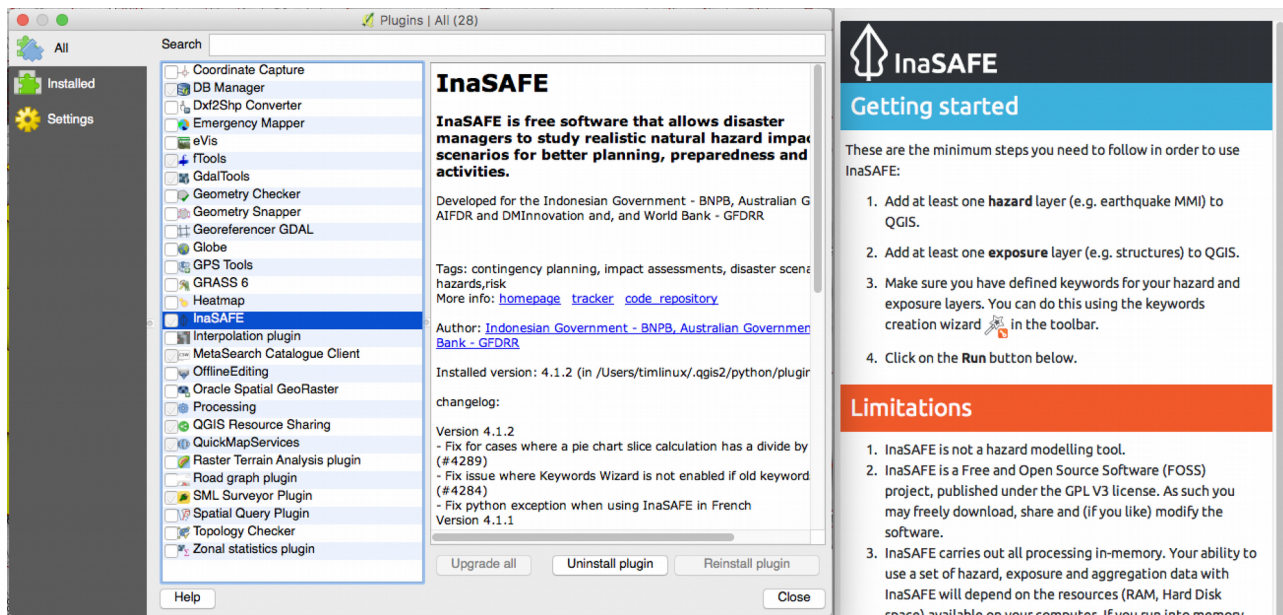 Plugins | All (28)
All
Installed
Settings
Search
Coordinate Capture
DB Manager
Dxf2Shp Converter
Emergency Mapper
eVis
fTools
GdalTools
Geometry Checker
Geometry Snapper
Georeferencer GDAL
Globe
GPS Tools
GRASS 6
Heatmap
InaSAFE
Interpolation plugin
MetaSearch Catalogue Client
OfflineEditing
Oracle Spatial GeoRaster
Processing
QGIS Resource Sharing
QuickMapServices
Raster Terrain Analysis plugin
Road graph plugin
SML Surveyor Plugin
Spatial Query Plugin
Topology Checker
Zonal statistics plugin
InaSAFE
InaSAFE is free software that allows disaster
managers to study realistic natural hazard impac
scenarios for better planning, preparedness and
activities.
Developed for the Indonesian Government - BNPB, Australian G
AIFDR and DMInnovation and, and World Bank - GFDRR
Tags: contingency planning, impact assessments, disaster scena
hazards,risk
More info: homepage tracker code repository
Author: Indonesian Government - BNPB, Australian Governmen
Bank - GFDRR
Installed version: 4.1.2 (in /Users/timlinux/.qgis2/python/plugin
changelog:
Version 4.1.2
- Fix for cases where a pie chart slice calculation has a divide by
(#4289)
- Fix issue where Keywords Wizard is not enabled if old keyword
(#4284)
- Fix python exception when using InaSAFE in French
Version 4.1.1
Upgrade all
Uninstall plugin
Reinstall plugin
Help
Close
InaSAFE
Getting started
These are the minimum steps you need to follow in order to use
InaSAFE:
1. Add at least one hazard layer (e.g. earthquake MMI) to
QGIS.
2. Add at least one exposure layer (e.g. structures) to QGIS.
3. Make sure you have defined keywords for your hazard and
exposure layers. You can do this using the keywords
creation wizard in the toolbar.
4. Click on the Run button below.
Limitations
1. InaSAFE is not a hazard modelling tool.
2. InaSAFE is a Free and Open Source Software (FOSS)
project, published under the GPL V3 license. As such you
may freely download, share and (if you like) modify the
software.
3. InaSAFE carries out all processing in-memory. Your ability to
use a set of hazard, exposure and aggregation data with
InaSAFE will depend on the resources (RAM, Hard Disk
space) available on your computer. If you run into memory